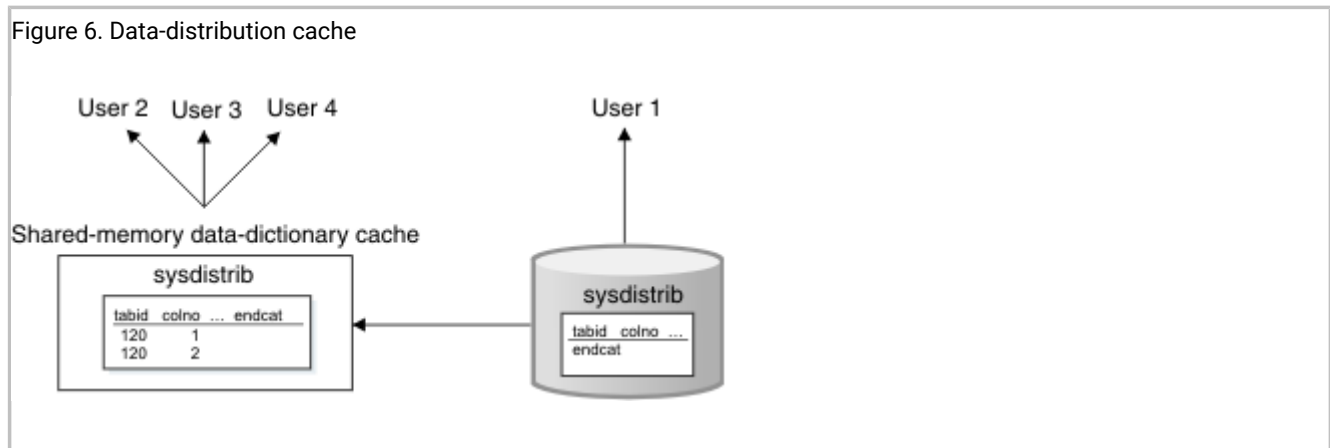 Figure 6. Data-distribution cache
User 2 User 3 User 4
User 1
Shared-memory data-dictionary cache
sysdistrib
tabid colno ... endcat
120 1
120 2
sysdistrib
tabid colno ...
endcat